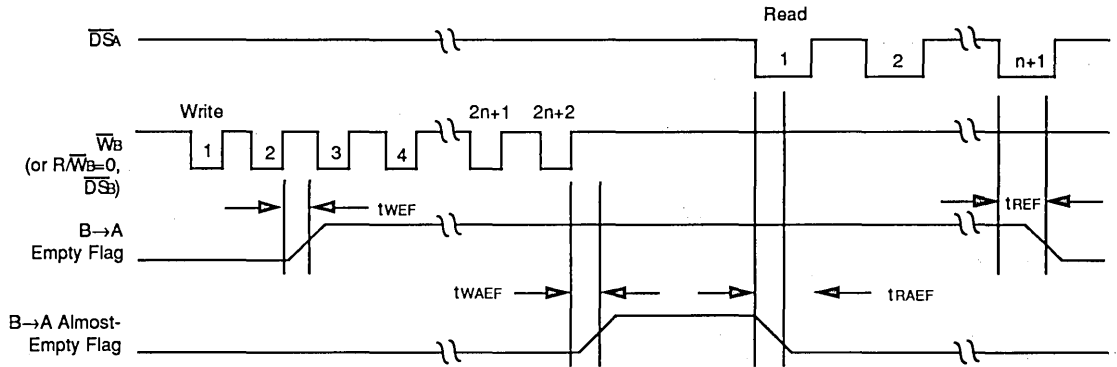 Read
DSA
1
2
n+1
Write
2n+1
2n+2
WB
1
2
3
4
(or R/WB=0,
DSB)
tWEF
tREF
B→A
Empty Flag
tWAEF
tRAEF
B→A Almost-
Empty Flag